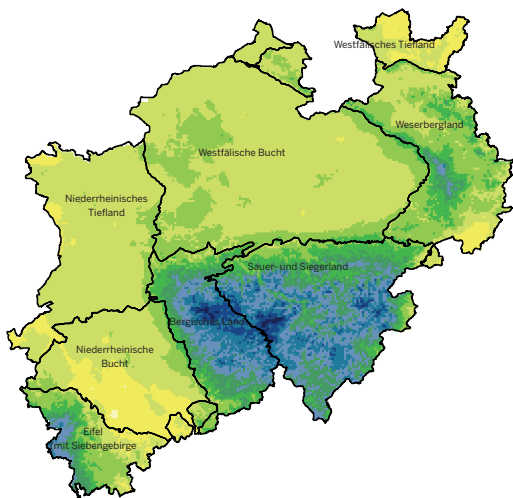 Westfälisches Tiefland
Weserbergland
Westfälische Bucht
Niederrheinisches
Tiefland
Sauer- und Siegerland
Bergisches Land
Niederrheinische
Bucht
Eifel
(mit Siebengebirge